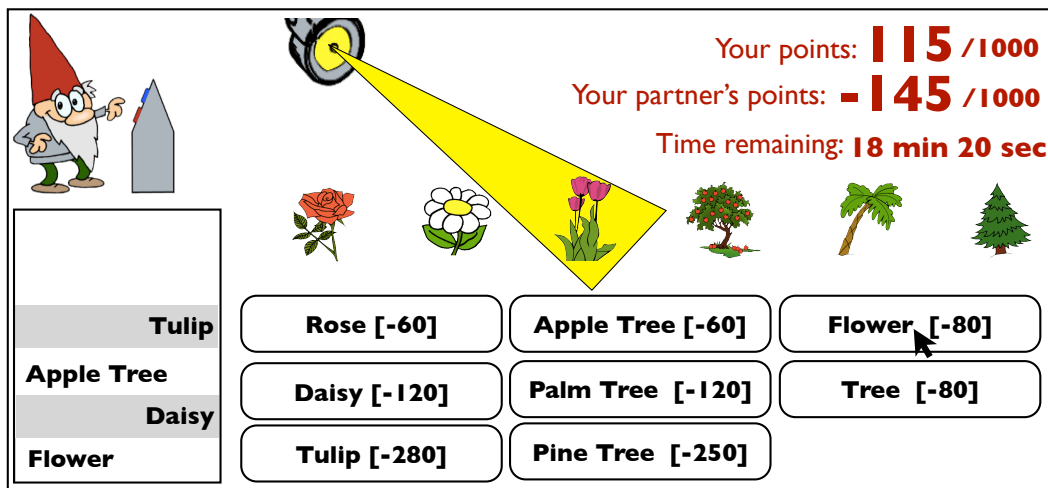 Your points: 115 /1000
Your partner's points: -145 /1000
Time remaining: 18 min 20 sec
Tulip
Apple Tree
Daisy
Flower
Rose [-60]
Apple Tree [-60]
Flower [-80]
Daisy [-120]
Palm Tree [-120]
Tree [-80]
Tulip [-280]
Pine Tree [-250]